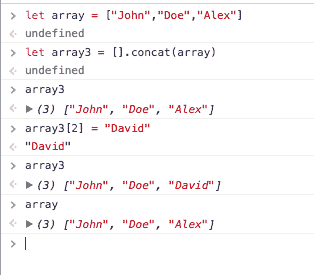 let array = ["John","Doe","Alex"]
undefined
let array3 = [].concat(array)
undefined
array3
(3) ["John", "Doe", "Alex"]
array3[2] = "David"
"David"
array3
(3) ["John", "Doe", "David"]
array
(3) ["John", "Doe", "Alex"]